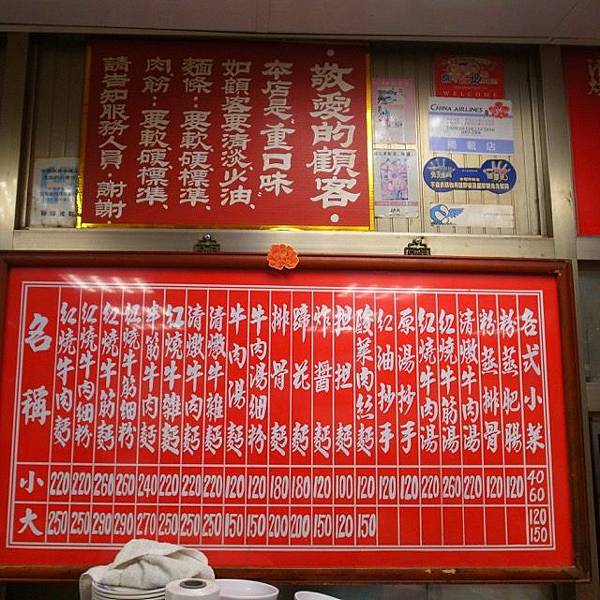 敬愛的顧客:
本店是重口味
如顧客要清淡少油、
麵條:要軟硬標準、
肉筋:要軟硬標準、
請告知服務人員.謝謝
WELCOME
CHINA AIRLINES
名稱 小 大
紅燒牛肉麵 220 250
紅燒牛肉細粉 220 250
紅燒牛筋麵 260 290
紅燒牛筋細粉 260 290
牛筋牛肉麵 240 270
紅燒牛雜麵 220 250
清燉牛肉麵 220 250
清燉牛雜麵 220 250
牛肉湯麵 120 150
牛肉湯細粉 120 150
排骨麵 180 200
蹄花麵 180 200
炸醬麵 120 150
担担麵 100 120
酸菜肉絲麵 120 150
紅油抄手 120
原湯抄手 120
紅燒牛肉湯 220
紅燒牛筋湯 260
清燉牛肉湯 220
粉蒸排骨 120
粉蒸肥腸 120
各式小菜 40 60 120 150